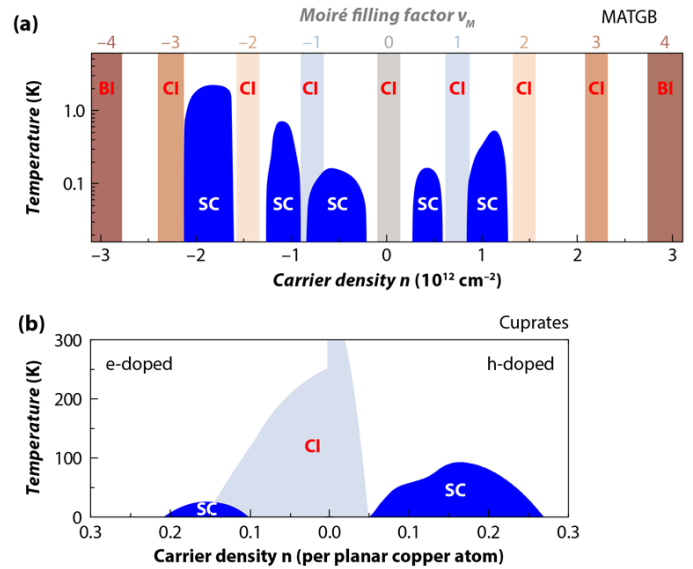 (a)
Moiré filling factor νM
MATGB
−4 −3 −2 −1 0 1 2 3 4
BI CI CI CI CI CI CI BI
Temperature (K)
1.0
0.1
SC SC SC SC SC
−3 −2 −1 0 1 2 3
Carrier density n (10¹² cm⁻²)
(b)
Cuprates
300
e-doped h-doped
Temperature (K)
200
CI
100
SC SC
0
0.3 0.2 0.1 0.0 0.1 0.2 0.3
Carrier density n (per planar copper atom)